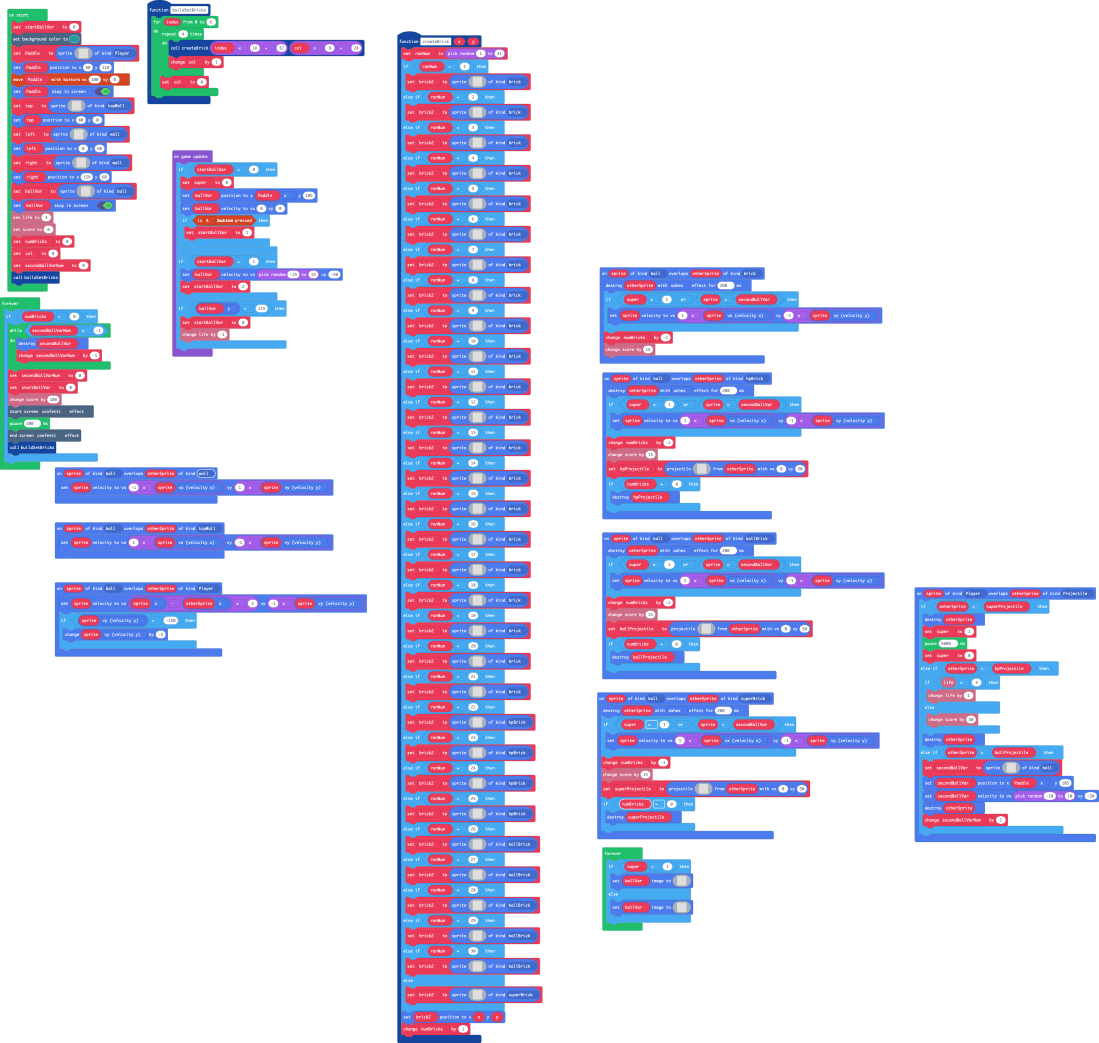 on start
set startBallVar to 0
set background color to
set Paddle to sprite of kind Player
set Paddle position to x 80 y 110
move Paddle with buttons vx 100 vy 0
set Paddle stay in screen
set top to sprite of kind topWall
set top position to x 80 y 0
set left to sprite of kind wall
set left position to x 0 y 60
set right to sprite of kind wall
set right position to x 159 y 60
set ballVar to sprite of kind ball
set ballVar stay in screen
set life to 3
set score to 0
set numBricks to 0
set col to 0
set secondBallVarNum to 0
call buildSetBricks
function buildSetBricks
for index from 0 to
repeat 4 times
do
call createBrick index × 18 + col × +
change col by 1
set col to 0
on game update
if startBallVar = 0 then
set super to 0
set ballVar position to x Paddle x y 100
set ballVar velocity to vx 0 vy 0
if is A button pressed then
set startBallVar to 1
if startBallVar = 1 then
set ballVar velocity to vx pick random to vy -50
set startBallVar to 2
if ballVar y 115 then
set startBallVar to 0
change life by -1
forever
if numBricks = 0 then
while secondBallVarNum
do
destroy secondBallVar
change secondBallVarNum by -1
set secondBallVarNum to 0
set startBallVar to 0
change score by 100
start screen confetti effect
pause 200 ms
end screen confetti effect
call buildSetBricks
on sprite of kind ball overlaps otherSprite of kind wall
set sprite velocity to vx -1 × sprite vx (velocity x) vy 1 × sprite vy (velocity y)
on sprite of kind ball overlaps otherSprite of kind topWall
set sprite velocity to vx 1 × sprite vx (velocity x) vy -1 × sprite vy (velocity y)
on sprite of kind ball overlaps otherSprite of kind Player
set sprite velocity to vx sprite x - otherSprite x × vy -1 × sprite vy (velocity y)
if sprite vy (velocity y) -150 then
change sprite vy (velocity y) by
function createBrick x y
set ranNum to pick random 1 to 31
if ranNum = 1 then
set brick2 to sprite of kind brick
else if ranNum = 2 then
set brick2 to sprite of kind brick
else if ranNum = 3 then
set brick2 to sprite of kind brick
else if ranNum = 4 then
set brick2 to sprite of kind brick
else if ranNum = 5 then
set brick2 to sprite of kind brick
else if ranNum = 6 then
set brick2 to sprite of kind brick
else if ranNum = 7 then
set brick2 to sprite of kind brick
else if ranNum = 8 then
set brick2 to sprite of kind brick
else if ranNum = 9 then
set brick2 to sprite of kind brick
else if ranNum = 10 then
set brick2 to sprite of kind brick
else if ranNum = 11 then
set brick2 to sprite of kind brick
else if ranNum = 12 then
set brick2 to sprite of kind brick
else if ranNum = 13 then
set brick2 to sprite of kind brick
else if ranNum = 14 then
set brick2 to sprite of kind brick
else if ranNum = 15 then
set brick2 to sprite of kind brick
else if ranNum = 16 then
set brick2 to sprite of kind brick
else if ranNum = 17 then
set brick2 to sprite of kind brick
else if ranNum = 18 then
set brick2 to sprite of kind brick
else if ranNum = 19 then
set brick2 to sprite of kind brick
else if ranNum = 20 then
set brick2 to sprite of kind brick
else if ranNum = 21 then
set brick2 to sprite of kind brick
else if ranNum = 22 then
set brick2 to sprite of kind hpBrick
else if ranNum = 23 then
set brick2 to sprite of kind hpBrick
else if ranNum = 24 then
set brick2 to sprite of kind hpBrick
else if ranNum = 25 then
set brick2 to sprite of kind hpBrick
else if ranNum = 26 then
set brick2 to sprite of kind ballBrick
else if ranNum = 27 then
set brick2 to sprite of kind ballBrick
else if ranNum = 28 then
set brick2 to sprite of kind ballBrick
else if ranNum = 29 then
set brick2 to sprite of kind ballBrick
else if ranNum = 30 then
set brick2 to sprite of kind ballBrick
else
set brick2 to sprite of kind superBrick
set brick2 position to x x y y
change numBricks by 1
on sprite of kind ball overlaps otherSprite of kind brick
destroy otherSprite with ashes effect for 200 ms
if super 1 or sprite = secondBallVar then
set sprite velocity to vx 1 × sprite vx (velocity x) vy -1 × sprite vy (velocity y)
change numBricks by -1
change score by 15
on sprite of kind ball overlaps otherSprite of kind hpBrick
destroy otherSprite with ashes effect for 200 ms
if super 1 or sprite = secondBallVar then
set sprite velocity to vx 1 × sprite vx (velocity x) vy -1 × sprite vy (velocity y)
change numBricks by -1
change score by 15
set hpProjectile to projectile from otherSprite with vx 0 vy 50
if numBricks = 0 then
destroy hpProjectile
on sprite of kind ball overlaps otherSprite of kind ballBrick
destroy otherSprite with ashes effect for 200 ms
if super 1 or sprite = secondBallVar then
set sprite velocity to vx 1 × sprite vx (velocity x) vy -1 × sprite vy (velocity y)
change numBricks by -1
change score by
set ballProjectile to projectile from otherSprite with vx 0 vy 50
if numBricks = 0 then
destroy ballProjectile
on sprite of kind ball overlaps otherSprite of kind superBrick
destroy otherSprite with ashes effect for 200 ms
if super 1 or sprite = secondBallVar then
set sprite velocity to vx 1 × sprite vx (velocity x) vy -1 × sprite vy (velocity y)
change numBricks by -1
change score by
set superProjectile to projectile from otherSprite with vx 0 vy 50
if numBricks = 0 then
destroy superProjectile
forever
if super = 1 then
set ballVar image to
else
set ballVar image to
on sprite of kind Player overlaps otherSprite of kind Projectile
if otherSprite = superProjectile then
destroy otherSprite
set super to 1
pause 5000 ms
set super to 0
else if otherSprite = hpProjectile then
if life then
change life by 1
else
change score by 50
destroy otherSprite
else if otherSprite = ballProjectile then
set secondBallVar to sprite of kind ball
set secondBallVar position to x Paddle x y 100
set secondBallVar velocity to vx pick random -10 to 10 vy -50
destroy otherSprite
change secondBallVarNum by 1